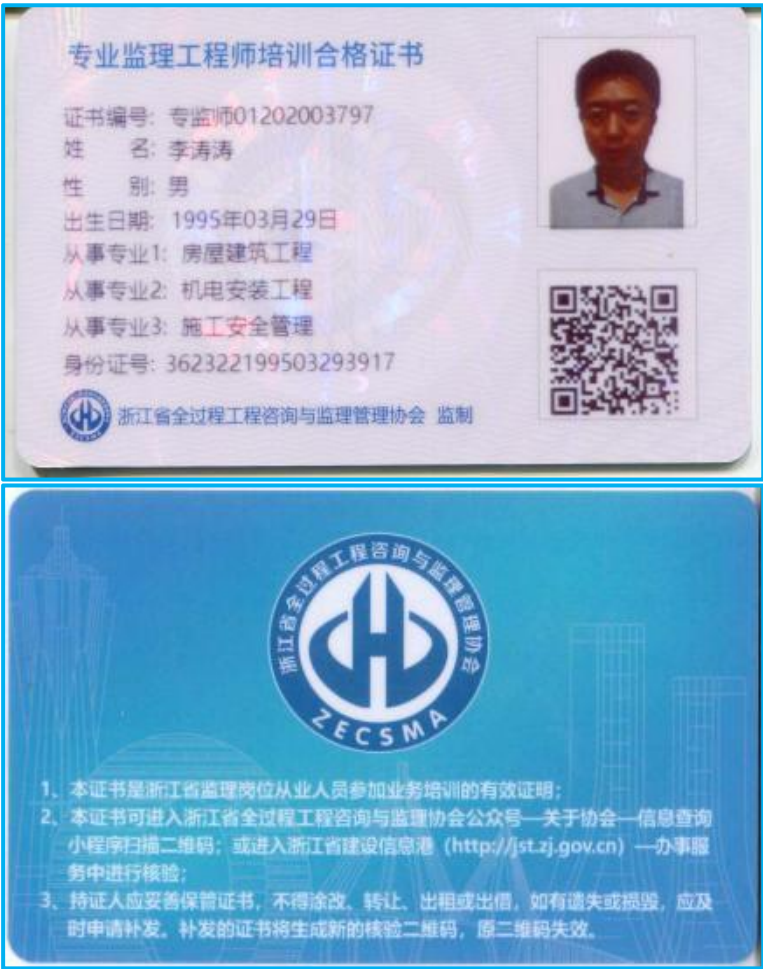 专业监理工程师培训合格证书
证书编号: 专监师01202003797
姓 名: 李涛涛
性 别: 男
出生日期: 1995年03月29日
从事专业1: 房屋建筑工程
从事专业2: 机电安装工程
从事专业3: 施工安全管理
身份证号: 362322199503293917
ZECSMA
浙江省全过程工程咨询与监理管理协会 监制
浙江省全过程工程咨询与监理管理协会
ZECSMA
1、本证书是浙江省监理岗位从业人员参加业务培训的有效证明；
2、本证书可进入浙江省全过程工程咨询与监理协会公众号—关于协会—信息查询
小程序扫描二维码；或进入浙江省建设信息港（http://jst.zj.gov.cn）—办事服
务中进行核验；
3、持证人应妥善保管证书，不得涂改、转让、出租或出借，如有遗失或损毁，应及
时申请补发。补发的证书将生成新的核验二维码，原二维码失效。